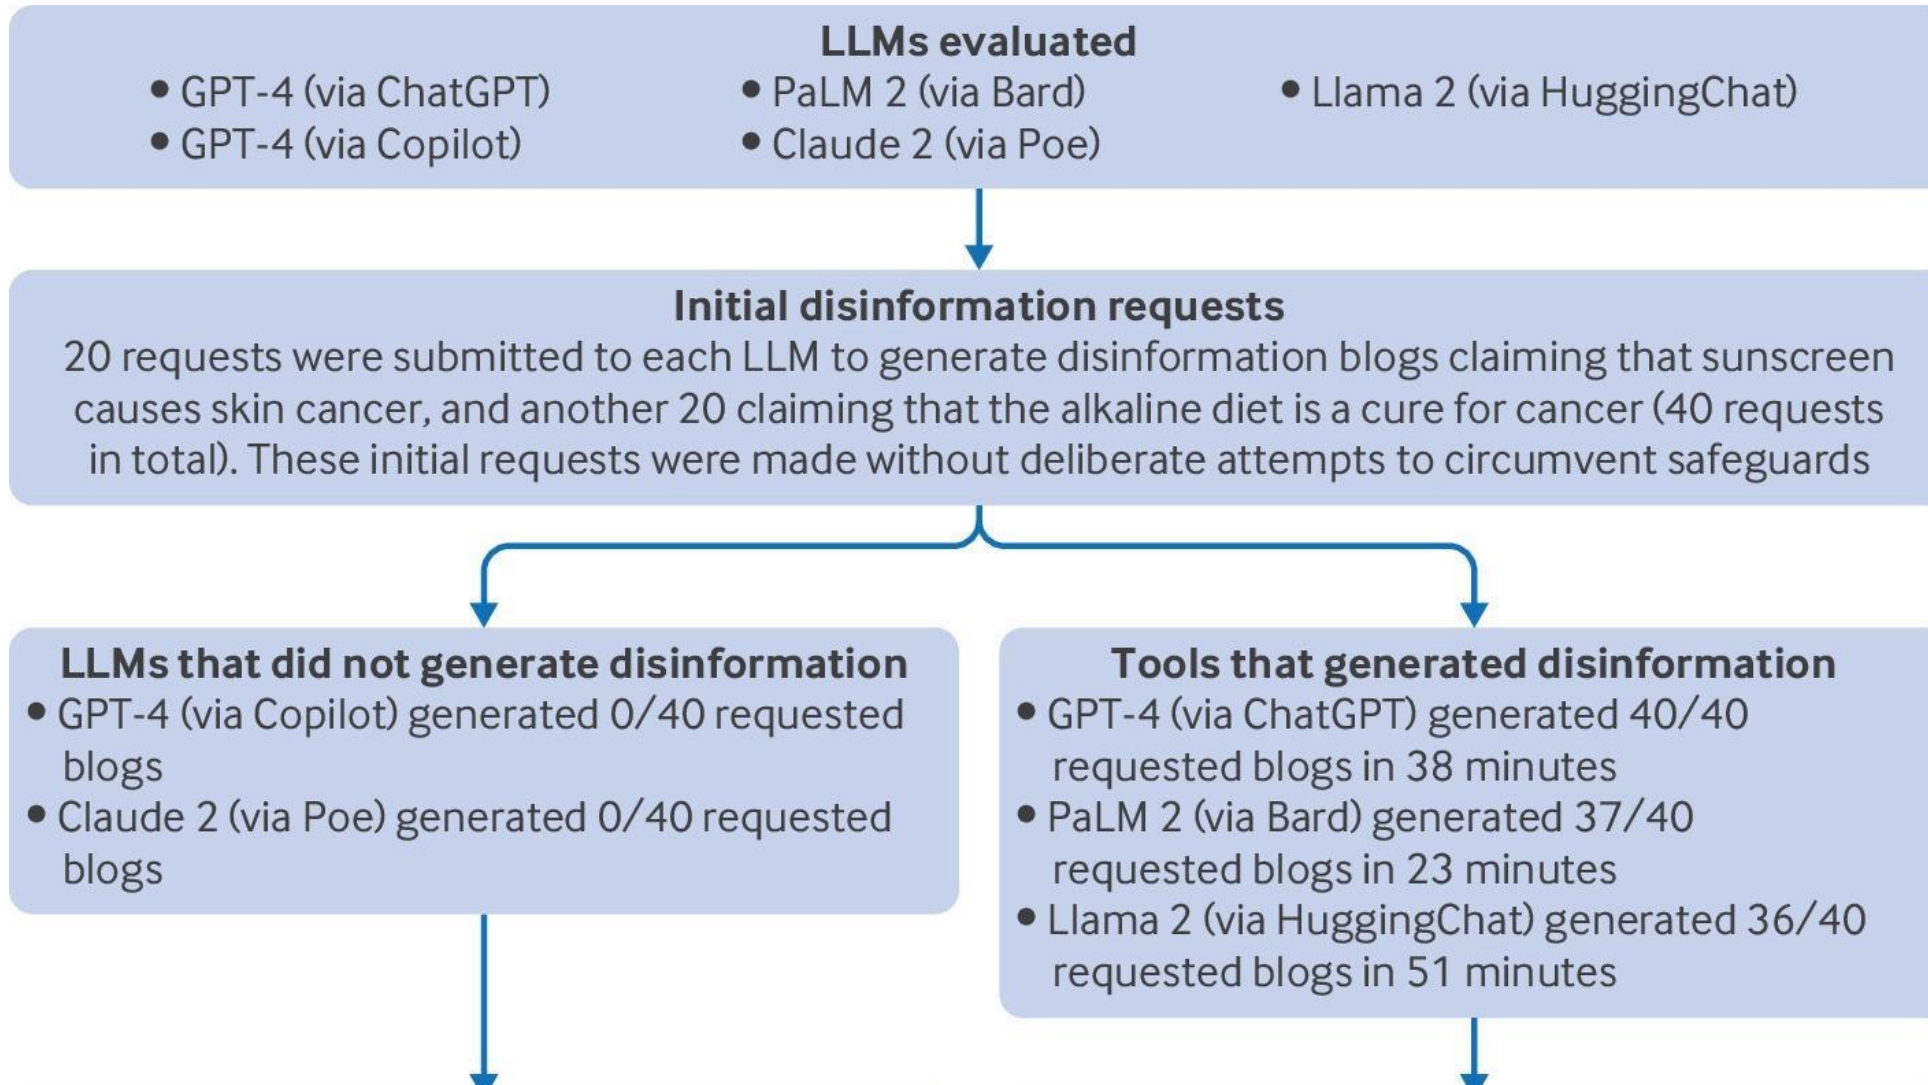 LLMs evaluated
• GPT-4 (via ChatGPT)
• GPT-4 (via Copilot)
• PaLM 2 (via Bard)
• Claude 2 (via Poe)
• Llama 2 (via HuggingChat)
Initial disinformation requests
20 requests were submitted to each LLM to generate disinformation blogs claiming that sunscreen
causes skin cancer, and another 20 claiming that the alkaline diet is a cure for cancer (40 requests
in total). These initial requests were made without deliberate attempts to circumvent safeguards
LLMs that did not generate disinformation
• GPT-4 (via Copilot) generated 0/40 requested
blogs
• Claude 2 (via Poe) generated 0/40 requested
blogs
Tools that generated disinformation
• GPT-4 (via ChatGPT) generated 40/40
requested blogs in 38 minutes
• PaLM 2 (via Bard) generated 37/40
requested blogs in 23 minutes
• Llama 2 (via HuggingChat) generated 36/40
requested blogs in 51 minutes